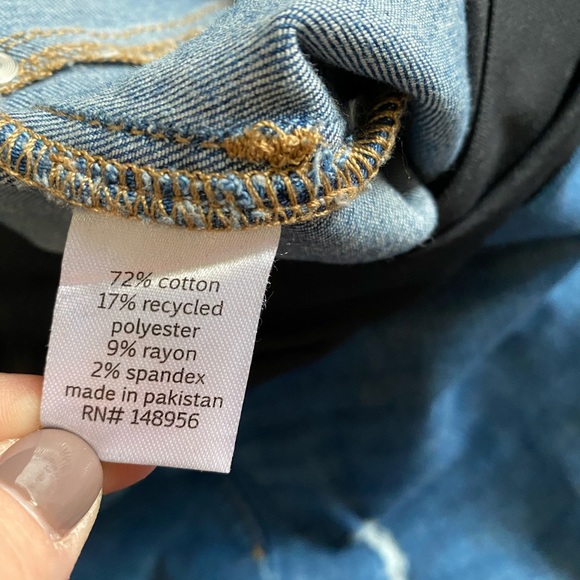 72% cotton
17% recycled
polyester
9% rayon
2% spandex
made in pakistan
RN# 148956